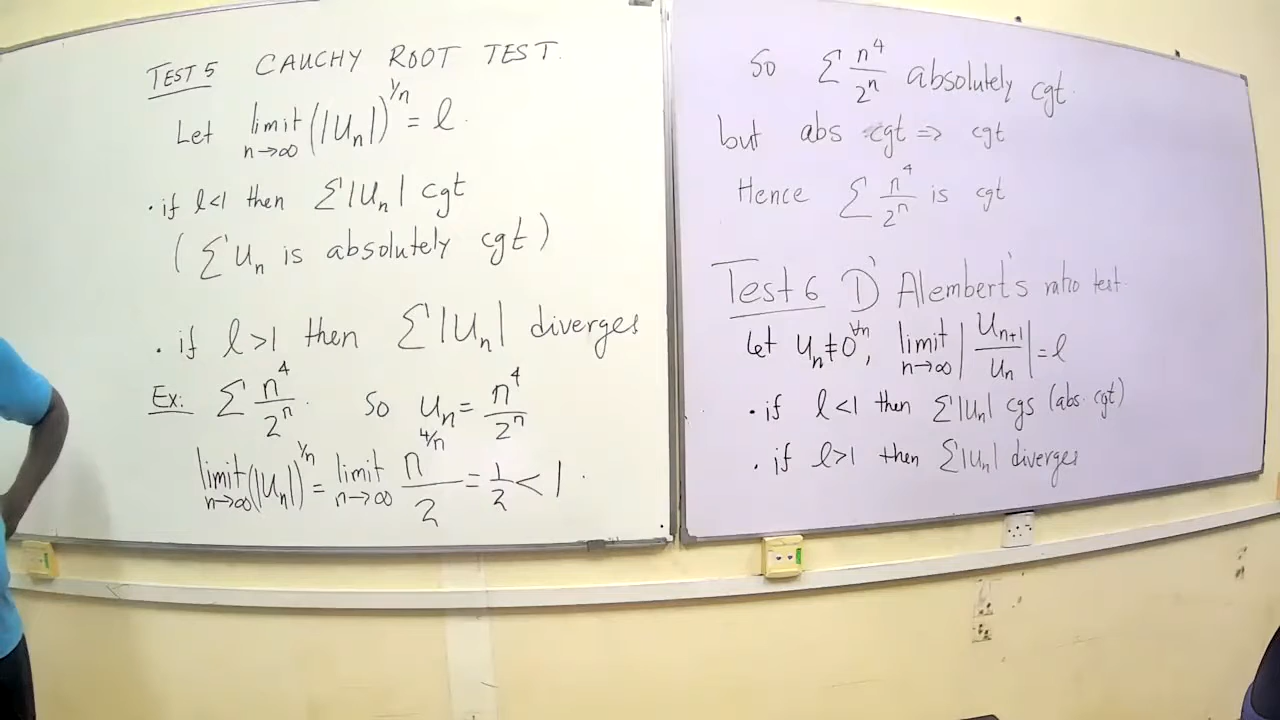 TEST 5 CAUCHY ROOT TEST.
Let limit n→∞ (|Un|)^1/n = l.
. if l<1 then Σ|Un| cgt
(ΣUn is absolutely cgt)
. if l>1 then Σ|Un| diverges
Ex: Σ n^4/2^n. So Un = n^4/2^n
limit n→∞ (|Un|)^1/n = limit n→∞ n^4/n / 2 = 1/2 < 1.
So Σ n^4/2^n absolutely cgt.
but abs cgt ⇒ cgt
Hence Σ n^4/2^n is cgt
Test 6 D' Alembert's ratio test.
Let Un≠0 ∀n, limit n→∞ |Un+1/Un| = l
. if l<1 then Σ|Un| cgs (abs. cgt)
. if l>1 then Σ|Un| diverges